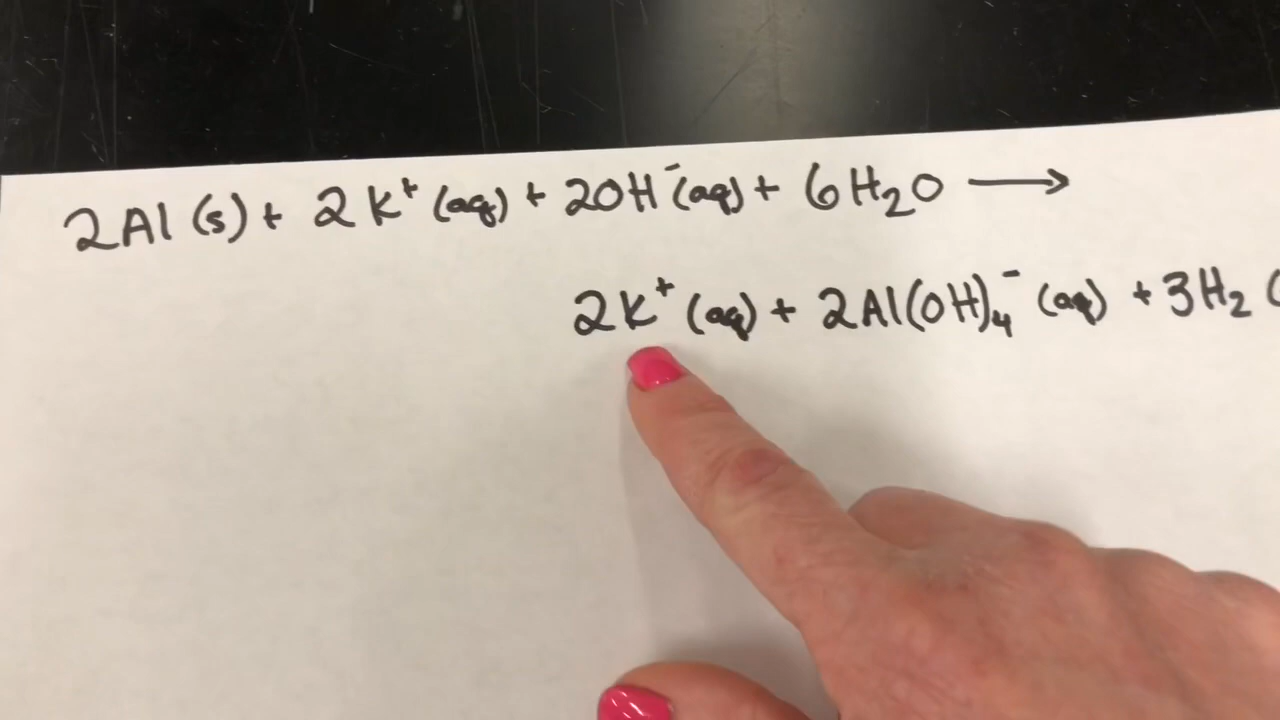 2Al (s) + 2K⁺ (aq) + 2OH⁻ (aq) + 6H₂O ⟶
2K⁺ (aq) + 2Al(OH)₄⁻ (aq) + 3H₂ (